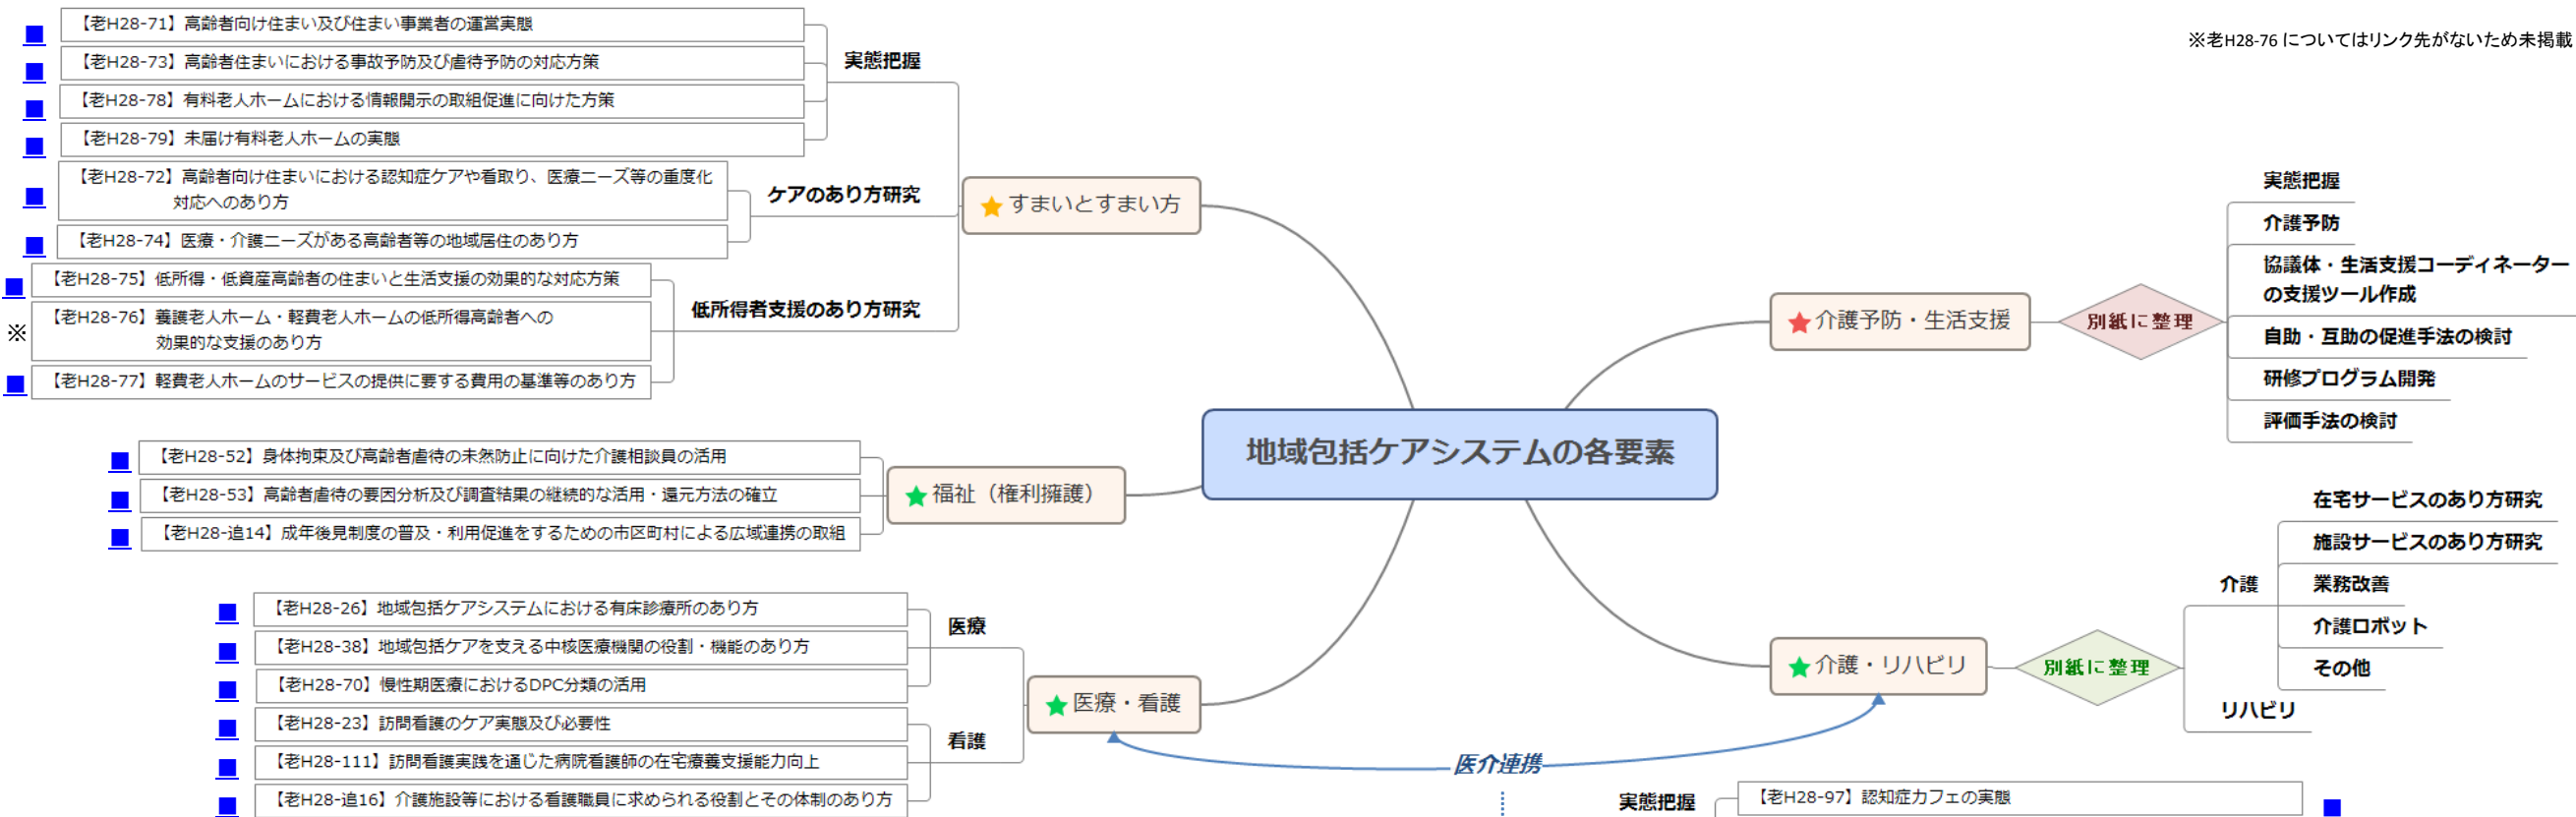 ※老H28-76 についてはリンク先がないため未掲載
【老H28-71】高齢者向け住まい及び住まい事業者の運営実態
【老H28-73】高齢者住まいにおける事故予防及び虐待予防の対応方策
【老H28-78】有料老人ホームにおける情報開示の取組促進に向けた方策
【老H28-79】未届け有料老人ホームの実態
実態把握
【老H28-72】高齢者向け住まいにおける認知症ケアや看取り、医療ニーズ等の重度化
対応へのあり方
【老H28-74】医療・介護ニーズがある高齢者等の地域居住のあり方
ケアのあり方研究
【老H28-75】低所得・低資産高齢者の住まいと生活支援の効果的な対応方策
※
【老H28-76】養護老人ホーム・軽費老人ホームの低所得高齢者への
効果的な支援のあり方
【老H28-77】軽費老人ホームのサービスの提供に要する費用の基準等のあり方
低所得者支援のあり方研究
すまいとすまい方
【老H28-52】身体拘束及び高齢者虐待の未然防止に向けた介護相談員の活用
【老H28-53】高齢者虐待の要因分析及び調査結果の継続的な活用・還元方法の確立
【老H28-追14】成年後見制度の普及・利用促進をするための市区町村による広域連携の取組
福祉（権利擁護）
【老H28-26】地域包括ケアシステムにおける有床診療所のあり方
【老H28-38】地域包括ケアを支える中核医療機関の役割・機能のあり方
【老H28-70】慢性期医療におけるDPC分類の活用
医療
【老H28-23】訪問看護のケア実態及び必要性
【老H28-111】訪問看護実践を通じた病院看護師の在宅療養支援能力向上
【老H28-追16】介護施設等における看護職員に求められる役割とその体制のあり方
看護
医療・看護
地域包括ケアシステムの各要素
介護予防・生活支援
別紙に整理
実態把握
介護予防
協議体・生活支援コーディネーター
の支援ツール作成
自助・互助の促進手法の検討
研修プログラム開発
評価手法の検討
介護・リハビリ
別紙に整理
介護
在宅サービスのあり方研究
施設サービスのあり方研究
業務改善
介護ロボット
その他
リハビリ
医介連携
実態把握
【老H28-97】認知症カフェの実態